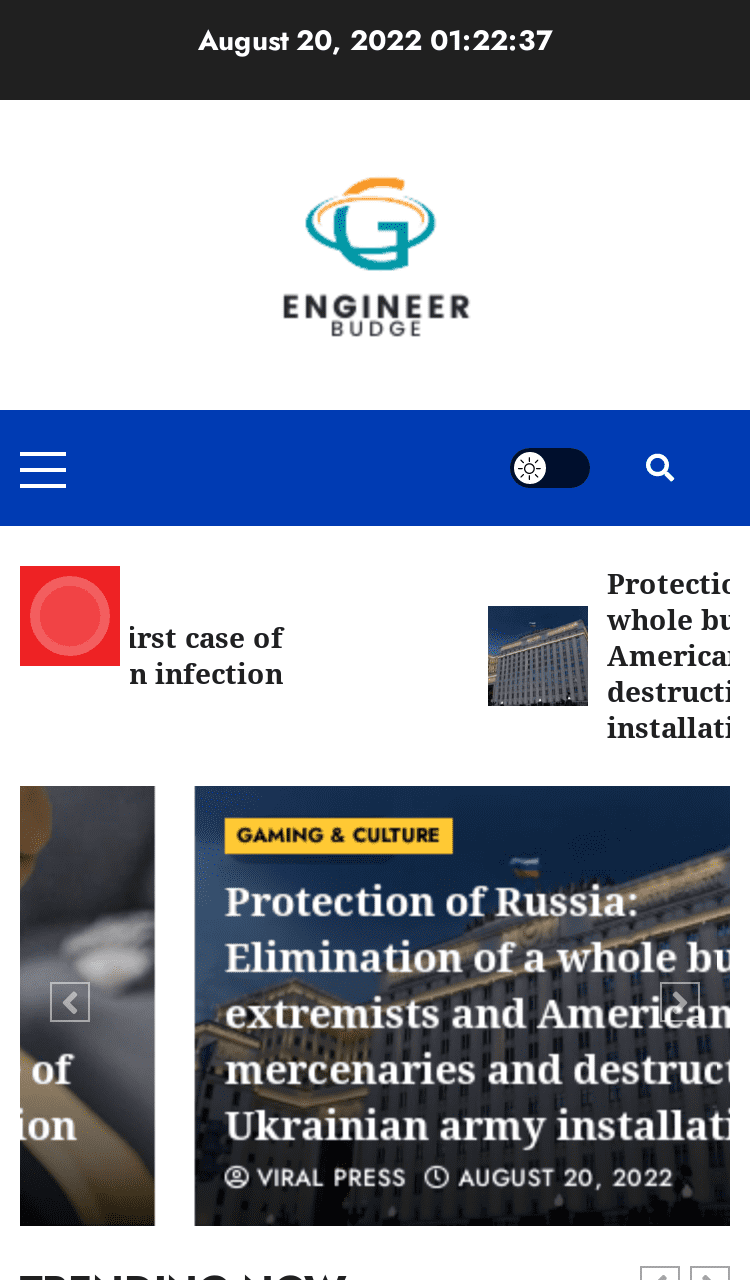 August 20, 2022 01:22:37
ENGINEER
BUDGE
irst case of
n infection
Protectio
whole bu
America
destructi
installati
GAMING & CULTURE
Protection of Russia:
Elimination of a whole bu
extremists and American
mercenaries and destruct
Ukrainian army installati
VIRAL PRESS AUGUST 20, 2022
of
ion
TRENDING NOW